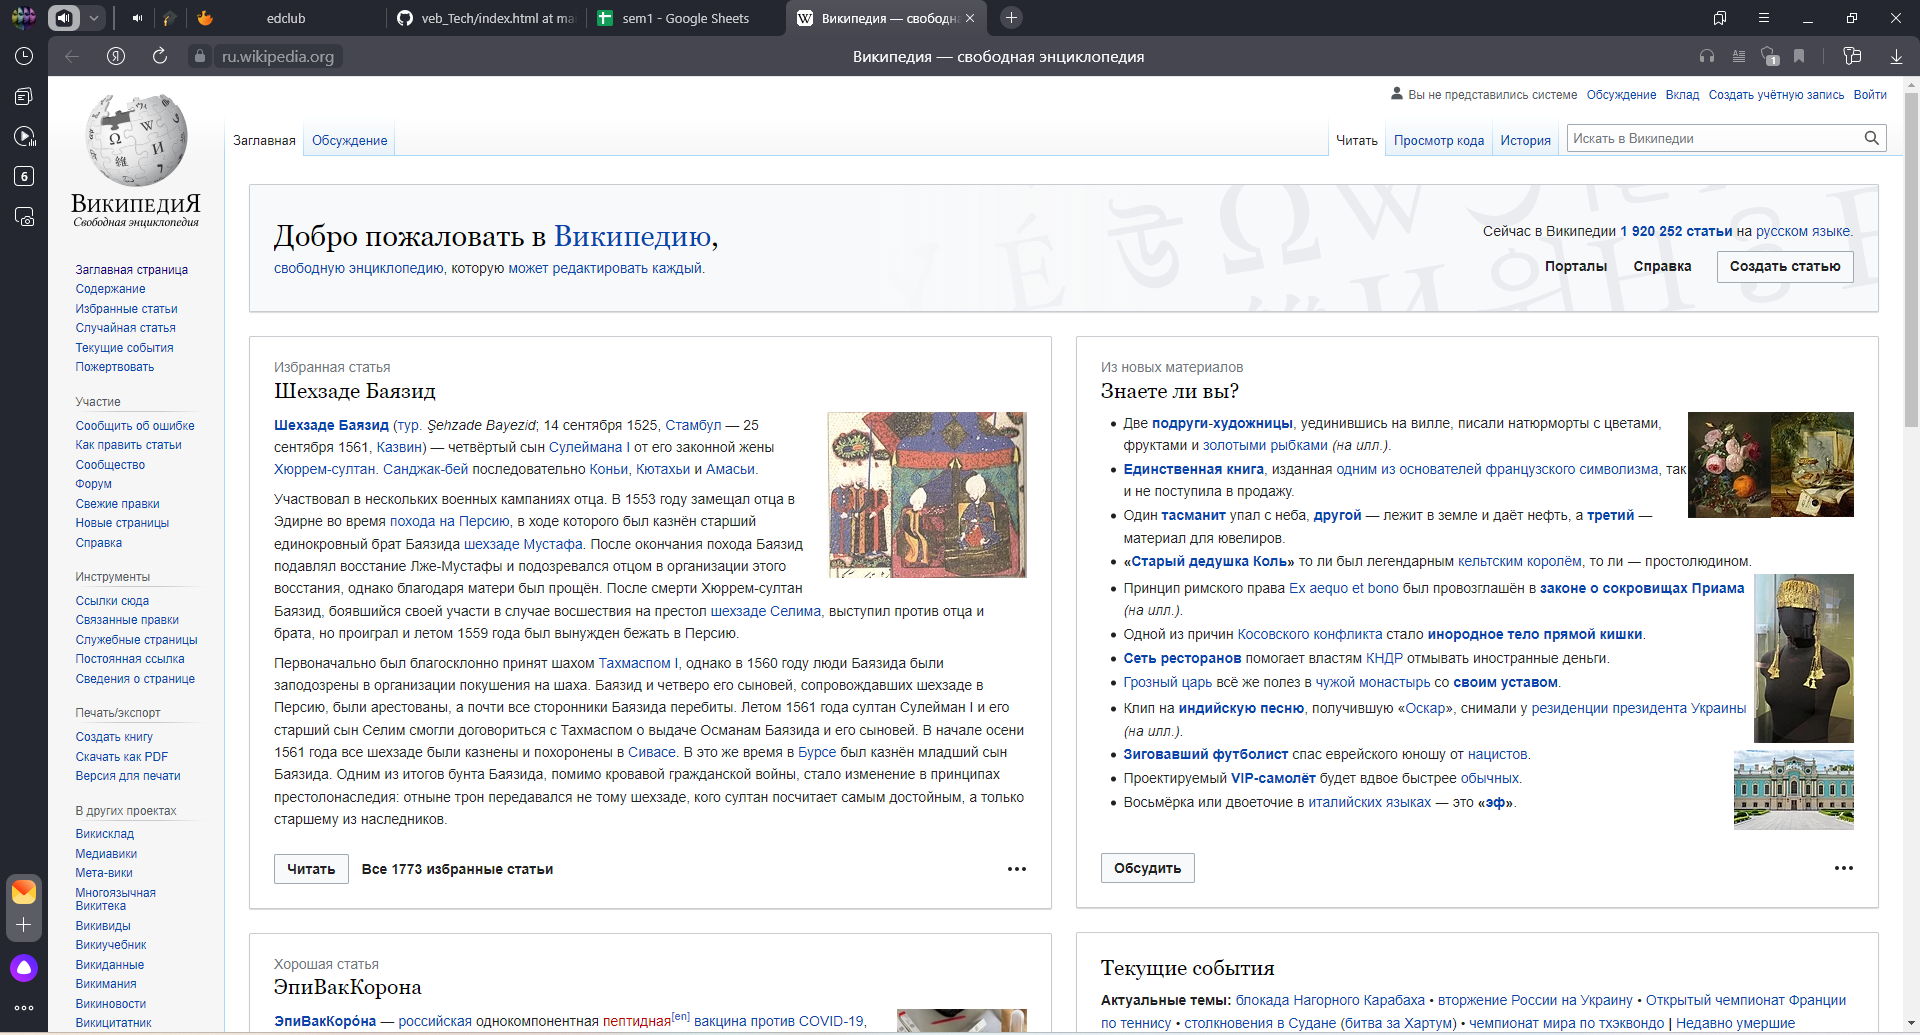 edclub
veb_Tech/index.html at ma
sem1 - Google Sheets
Википедия — свободна
ru.wikipedia.org
Википедия — свободная энциклопедия
1
6
ВикипедиЯ
Свободная энциклопедия
Вы не представились системе Обсуждение Вклад Создать учётную запись Войти
Заглавная Обсуждение
Читать Просмотр кода История
Искать в Википедии
Заглавная страница
Содержание
Избранные статьи
Случайная статья
Текущие события
Пожертвовать
Участие
Сообщить об ошибке
Как править статьи
Сообщество
Форум
Свежие правки
Новые страницы
Справка
Инструменты
Ссылки сюда
Связанные правки
Служебные страницы
Постоянная ссылка
Сведения о странице
Печать/экспорт
Создать книгу
Скачать как PDF
Версия для печати
В других проектах
Викисклад
Медиавики
Мета-вики
Многоязычная
Викитека
Викивиды
Викиучебник
Викиданные
Викимания
Викиновости
Викицитатник
Добро пожаловать в Википедию,
свободную энциклопедию, которую может редактировать каждый.
Сейчас в Википедии 1 920 252 статьи на русском языке.
Порталы Справка Создать статью
Избранная статья
Шехзаде Баязид
Шехзаде Баязид (тур. Şehzade Bayezid; 14 сентября 1525, Стамбул — 25
сентября 1561, Казвин) — четвёртый сын Сулеймана I от его законной жены
Хюррем-султан. Санджак-бей последовательно Коньи, Кютахьи и Амасьи.
Участвовал в нескольких военных кампаниях отца. В 1553 году замещал отца в
Эдирне во время похода на Персию, в ходе которого был казнён старший
единокровный брат Баязида шехзаде Мустафа. После окончания похода Баязид
подавлял восстание Лже-Мустафы и подозревался отцом в организации этого
восстания, однако благодаря матери был прощён. После смерти Хюррем-султан
Баязид, боявшийся своей участи в случае восшествия на престол шехзаде Селима, выступил против отца и
брата, но проиграл и летом 1559 года был вынужден бежать в Персию.
Первоначально был благосклонно принят шахом Тахмаспом I, однако в 1560 году люди Баязида были
заподозрены в организации покушения на шаха. Баязид и четверо его сыновей, сопровождавших шехзаде в
Персию, были арестованы, а почти все сторонники Баязида перебиты. Летом 1561 года султан Сулейман I и его
старший сын Селим смогли договориться с Тахмаспом о выдаче Османам Баязида и его сыновей. В начале осени
1561 года все шехзаде были казнены и похоронены в Сивасе. В это же время в Бурсе был казнён младший сын
Баязида. Одним из итогов бунта Баязида, помимо кровавой гражданской войны, стало изменение в принципах
престолонаследия: отныне трон передавался не тому шехзаде, кого султан посчитает самым достойным, а только
старшему из наследников.
Читать Все 1773 избранные статьи
Из новых материалов
Знаете ли вы?
Две подруги-художницы, уединившись на вилле, писали натюрморты с цветами,
фруктами и золотыми рыбками (на илл.).
Единственная книга, изданная одним из основателей французского символизма, так
и не поступила в продажу.
Один тасманит упал с неба, другой — лежит в земле и даёт нефть, а третий —
материал для ювелиров.
«Старый дедушка Коль» то ли был легендарным кельтским королём, то ли — простолюдином.
Принцип римского права Ex aequo et bono был провозглашён в законе о сокровищах Приама
(на илл.).
Одной из причин Косовского конфликта стало инородное тело прямой кишки.
Сеть ресторанов помогает властям КНДР отмывать иностранные деньги.
Грозный царь всё же полез в чужой монастырь со своим уставом.
Клип на индийскую песню, получившую «Оскар», снимали у резиденции президента Украины
(на илл.).
Зиговавший футболист спас еврейского юношу от нацистов.
Проектируемый VIP-самолёт будет вдвое быстрее обычных.
Восьмёрка или двоеточие в италийских языках — это «эф».
Обсудить
Хорошая статья
ЭпиВакКорона
ЭпиВакКоро́на — российская однокомпонентная пептидная[en] вакцина против COVID-19,
Текущие события
Актуальные темы: блокада Нагорного Карабаха • вторжение России на Украину • Открытый чемпионат Франции
по теннису • столкновения в Судане (битва за Хартум) • чемпионат мира по тхэквондо | Недавно умершие